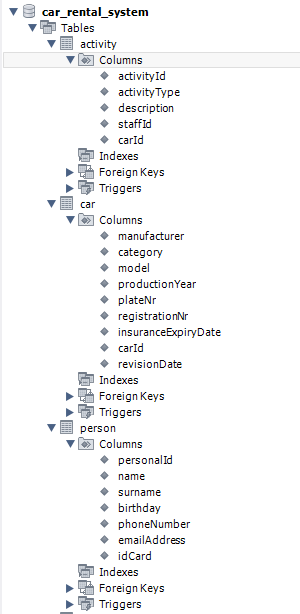 car_rental_system
Tables
activity
Columns
activityId
activityType
description
staffId
carId
Indexes
Foreign Keys
Triggers
car
Columns
manufacturer
category
model
productionYear
plateNr
registrationNr
insuranceExpiryDate
carId
revisionDate
Indexes
Foreign Keys
Triggers
person
Columns
personalId
name
surname
birthday
phoneNumber
emailAddress
idCard
Indexes
Foreign Keys
Triggers